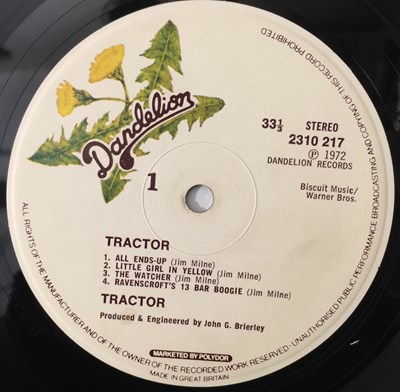 Dandelion
33⅓ STEREO
2310 217
Ⓟ 1972
DANDELION RECORDS
Biscuit Music/
Warner Bros.
1
TRACTOR
1. ALL ENDS-UP (Jim Milne)
2. LITTLE GIRL IN YELLOW (Jim Milne)
3. THE WATCHER (Jim Milne)
4. RAVENSCROFT'S 13 BAR BOOGIE (Jim Milne)
TRACTOR
Produced & Engineered by John G. Brierley
ALL RIGHTS OF THE MANUFACTURER AND OF THE OWNER OF THE RECORDED WORK RESERVED - UNAUTHORISED PUBLIC PERFORMANCE BROADCASTING AND COPYING OF THIS RECORD PROHIBITED
MARKETED BY POLYDOR
MADE IN GREAT BRITAIN